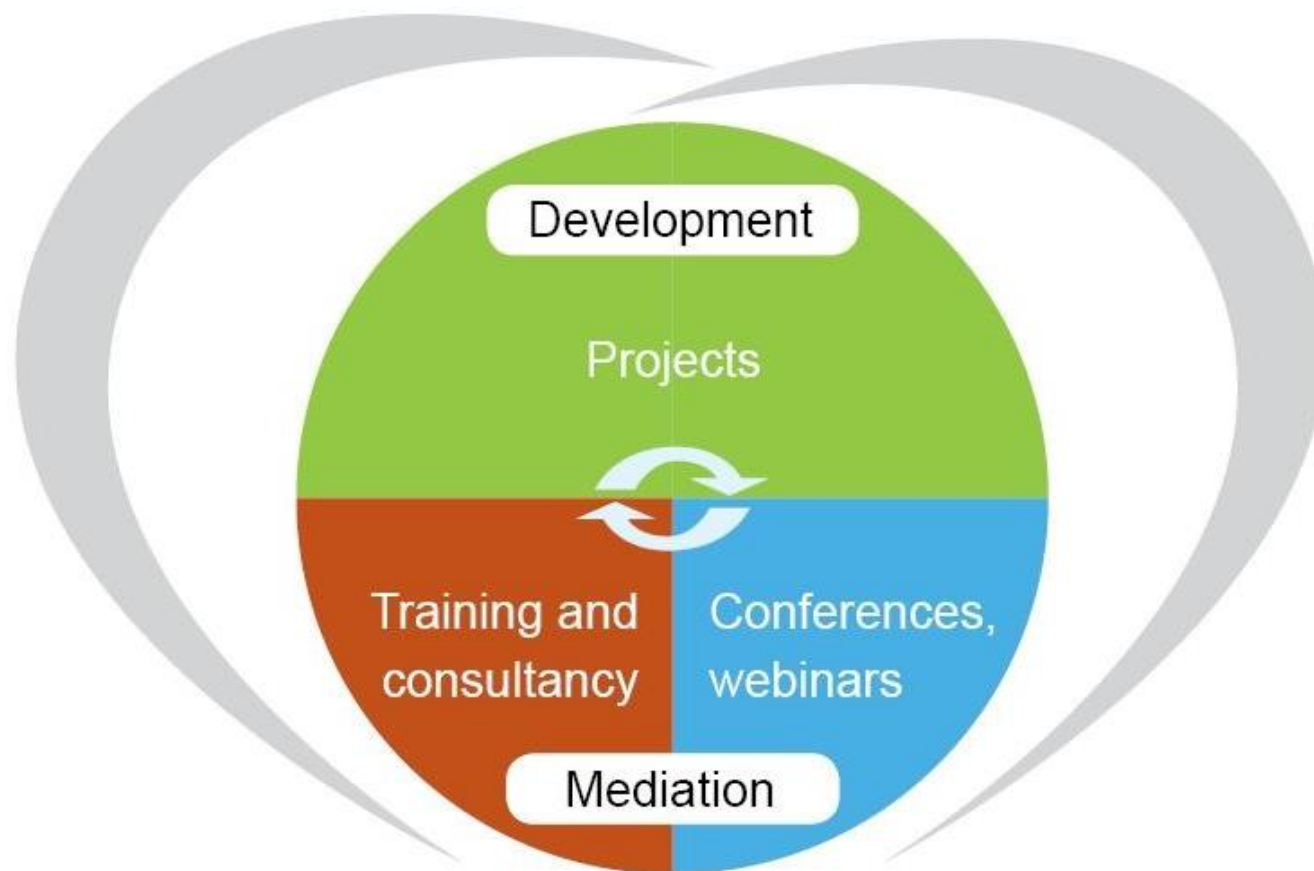 Development
Projects
Training and
consultancy
Conferences,
webinars
Mediation